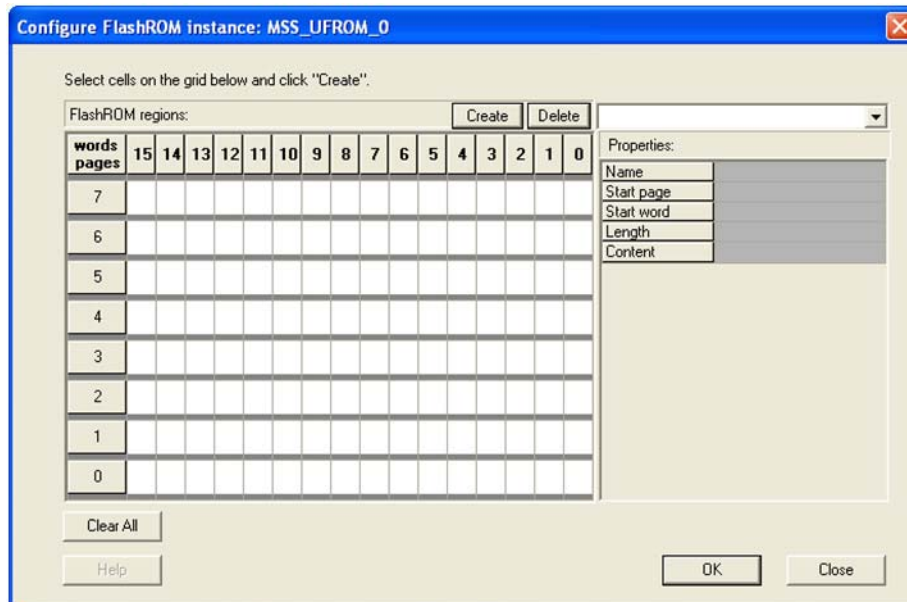 Configure FlashROM instance: MSS_UFROM_0
Select cells on the grid below and click "Create".
FlashROM regions: Create Delete
words pages 15 14 13 12 11 10 9 8 7 6 5 4 3 2 1 0
7
6
5
4
3
2
1
0
Properties:
Name
Start page
Start word
Length
Content
Clear All
Help
OK Close